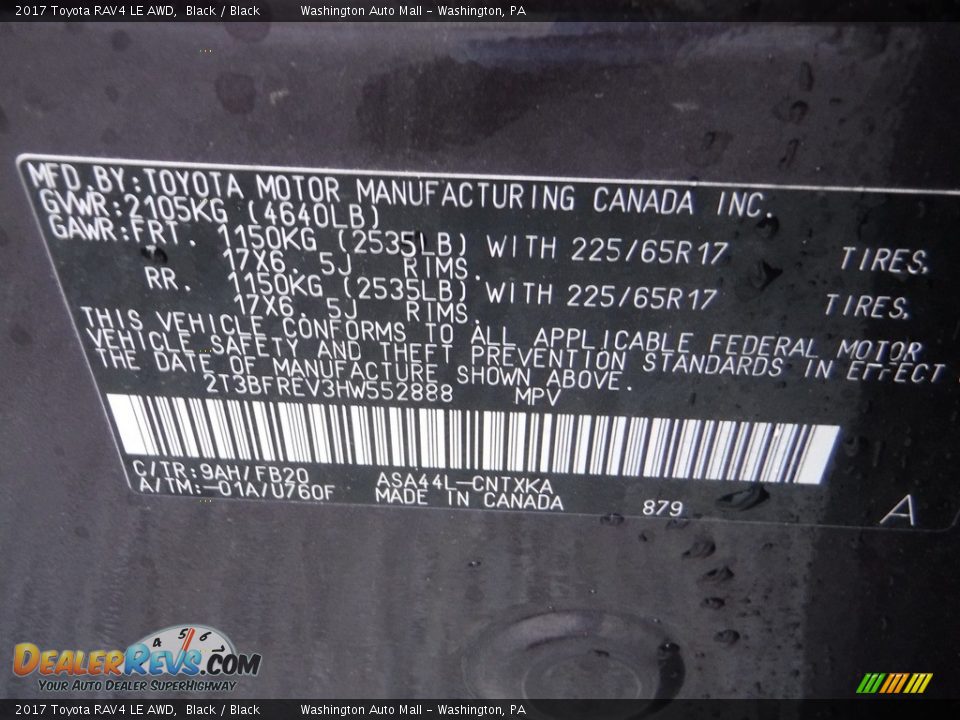 2017 Toyota RAV4 LE AWD, Black / Black Washington Auto Mall - Washington, PA
MFD.BY:TOYOTA MOTOR MANUFACTURING CANADA INC.
GVWR:2105KG (4640LB)
GAWR:FRT. 1150KG (2535LB) WITH 225/65R17 TIRES,
17X6.5J RIMS.
RR. 1150KG (2535LB) WITH 225/65R17 TIRES,
17X6.5J RIMS.
THIS VEHICLE CONFORMS TO ALL APPLICABLE FEDERAL MOTOR
VEHICLE SAFETY AND THEFT PREVENTION STANDARDS IN EFFECT
THE DATE OF MANUFACTURE SHOWN ABOVE.
2T3BFREV3HW552888 MPV
C/TR:9AH/FB20 ASA44L-CNTXKA
A/TM:-01A/U760F MADE IN CANADA 879 A
4 5 6 7
DEALERREVS.COM
YOUR AUTO DEALER SUPERHIGHWAY
2017 Toyota RAV4 LE AWD, Black / Black Washington Auto Mall - Washington, PA